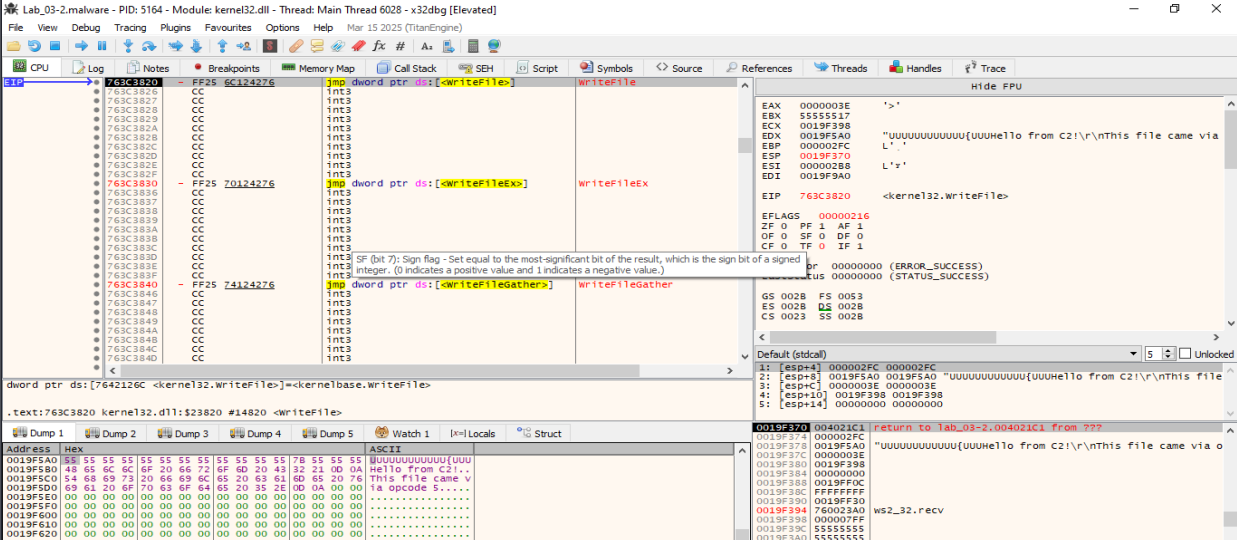 Lab_03-2.malware - PID: 5164 - Module: kernel32.dll - Thread: Main Thread 6028 - x32dbg [Elevated]
File View Debug Tracing Plugins Favourites Options Help Mar 15 2025 (TitanEngine)
CPU Log Notes Breakpoints Memory Map Call Stack SEH Script Symbols Source References Threads Handles Trace
EIP 763C3820 - FF25 6C124276 jmp dword ptr ds:[<WriteFile>] WriteFile
763C3826 CC int3
763C3827 CC int3
763C3828 CC int3
763C3829 CC int3
763C382A CC int3
763C382B CC int3
763C382C CC int3
763C382D CC int3
763C382E CC int3
763C382F CC int3
763C3830 - FF25 70124276 jmp dword ptr ds:[<WriteFileEx>] WriteFileEx
763C3836 CC int3
763C3837 CC int3
763C3838 CC int3
763C3839 CC int3
763C383A CC int3
763C383B CC int3
763C383C CC int3
763C383D CC int3
763C383E CC int3
763C383F CC int3
763C3840 - FF25 74124276 jmp dword ptr ds:[<WriteFileGather>] WriteFileGather
763C3846 CC int3
763C3847 CC int3
763C3848 CC int3
763C3849 CC int3
763C384A CC int3
763C384B CC int3
763C384C CC int3
763C384D CC int3
SF (bit 7): Sign flag - Set equal to the most-significant bit of the result, which is the sign bit of a signed
integer. (0 indicates a positive value and 1 indicates a negative value.)
Hide FPU
EAX 0000003E '>'
EBX 55555517
ECX 0019F398
EDX 0019F5A0 "UUUUUUUUUUUU{UUUHello from C2!\r\nThis file came via
EBP 000002FC
ESP 0019F370
ESI 000002B8
EDI 0019F9A0
EIP 763C3820 <kernel32.WriteFile>
EFLAGS 00000216
ZF 0 PF 1 AF 1
OF 0 SF 0 DF 0
CF 0 TF 0 IF 1
00000000 (ERROR_SUCCESS)
00000000 (STATUS_SUCCESS)
GS 002B FS 0053
ES 002B DS 002B
CS 0023 SS 002B
Default (stdcall) 5 Unlocked
1: [esp+4] 000002FC 000002FC
2: [esp+8] 0019F5A0 0019F5A0 "UUUUUUUUUUUU{UUUHello from C2!\r\nThis file
3: [esp+C] 0000003E 0000003E
4: [esp+10] 0019F398 0019F398
5: [esp+14] 00000000 00000000
dword ptr ds:[7642126C <kernel32.WriteFile>]=<kernelbase.WriteFile>
.text:763C3820 kernel32.dll:$23820 #14820 <WriteFile>
Dump 1 Dump 2 Dump 3 Dump 4 Dump 5 Watch 1 [x=] Locals Struct
Address Hex ASCII
0019F5A0 55 55 55 55 55 55 55 55 55 55 55 55 7B 55 55 55 UUUUUUUUUUUU{UUU
0019F5B0 48 65 6C 6C 6F 20 66 72 6F 6D 20 43 32 21 0D 0A Hello from C2!..
0019F5C0 54 68 69 73 20 66 69 6C 65 20 63 61 6D 65 20 76 This file came v
0019F5D0 69 61 20 6F 70 63 6F 64 65 20 35 2E 0D 0A 00 00 ia opcode 5.....
0019F5E0 00 00 00 00 00 00 00 00 00 00 00 00 00 00 00 00 ................
0019F5F0 00 00 00 00 00 00 00 00 00 00 00 00 00 00 00 00 ................
0019F600 00 00 00 00 00 00 00 00 00 00 00 00 00 00 00 00 ................
0019F610 00 00 00 00 00 00 00 00 00 00 00 00 00 00 00 00 ................
0019F620 00 00 00 00 00 00 00 00 00 00 00 00 00 00 00 00 ................
0019F370 004021C1 return to lab_03-2.004021C1 from ???
0019F374 000002FC
0019F378 0019F5A0 "UUUUUUUUUUUU{UUUHello from C2!\r\nThis file came via o
0019F37C 0000003E
0019F380 0019F398
0019F384 00000000
0019F388 0019FF0C
0019F38C FFFFFFFF
0019F390 0019FF30
0019F394 760023A0 ws2_32.recv
0019F398 000007FF
0019F39C 55555555
0019F3A0 55555555